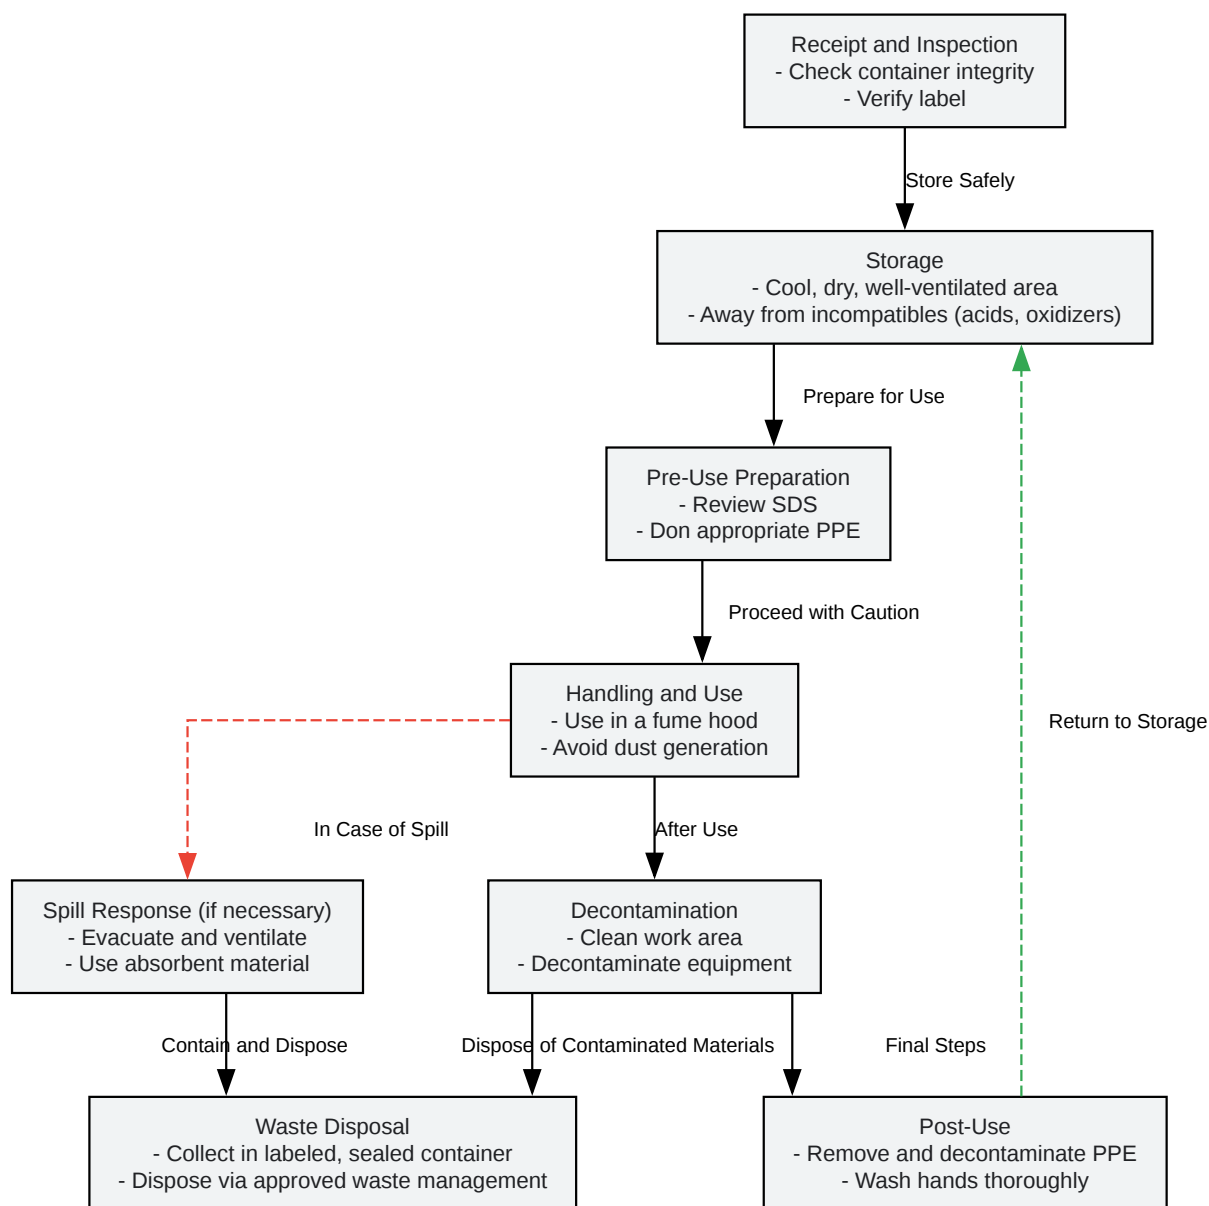 Receipt and Inspection
- Check container integrity
- Verify label
Store Safely
Storage
- Cool, dry, well-ventilated area
- Away from incompatibles (acids, oxidizers)
Prepare for Use
Pre-Use Preparation
- Review SDS
- Don appropriate PPE
Proceed with Caution
Handling and Use
- Use in a fume hood
- Avoid dust generation
Return to Storage
In Case of Spill
After Use
Spill Response (if necessary)
- Evacuate and ventilate
- Use absorbent material
Decontamination
- Clean work area
- Decontaminate equipment
Contain and Dispose
Dispose of Contaminated Materials
Final Steps
Waste Disposal
- Collect in labeled, sealed container
- Dispose via approved waste management
Post-Use
- Remove and decontaminate PPE
- Wash hands thoroughly